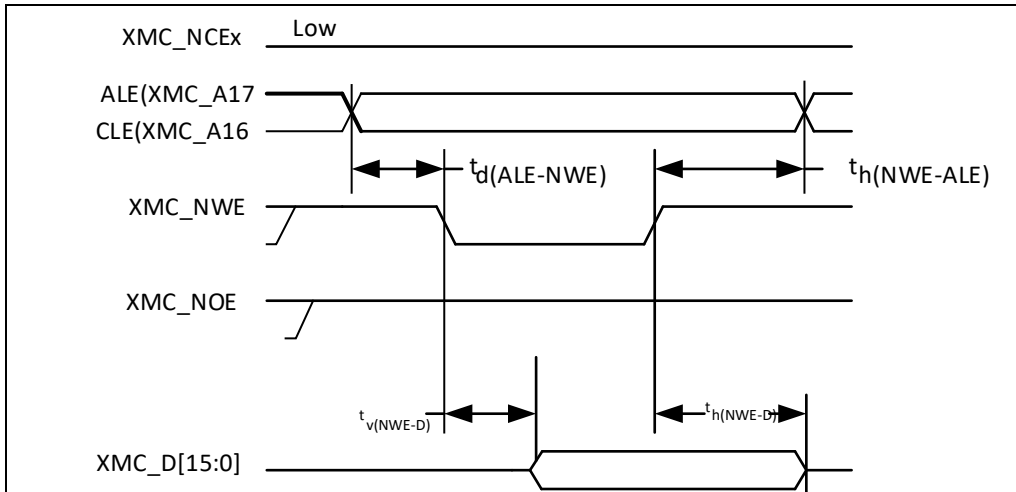 XMC_NCEx Low
ALE(XMC_A17
CLE(XMC_A16
td(ALE-NWE) th(NWE-ALE)
XMC_NWE
XMC_NOE
tv(NWE-D) th(NWE-D)
XMC_D[15:0]